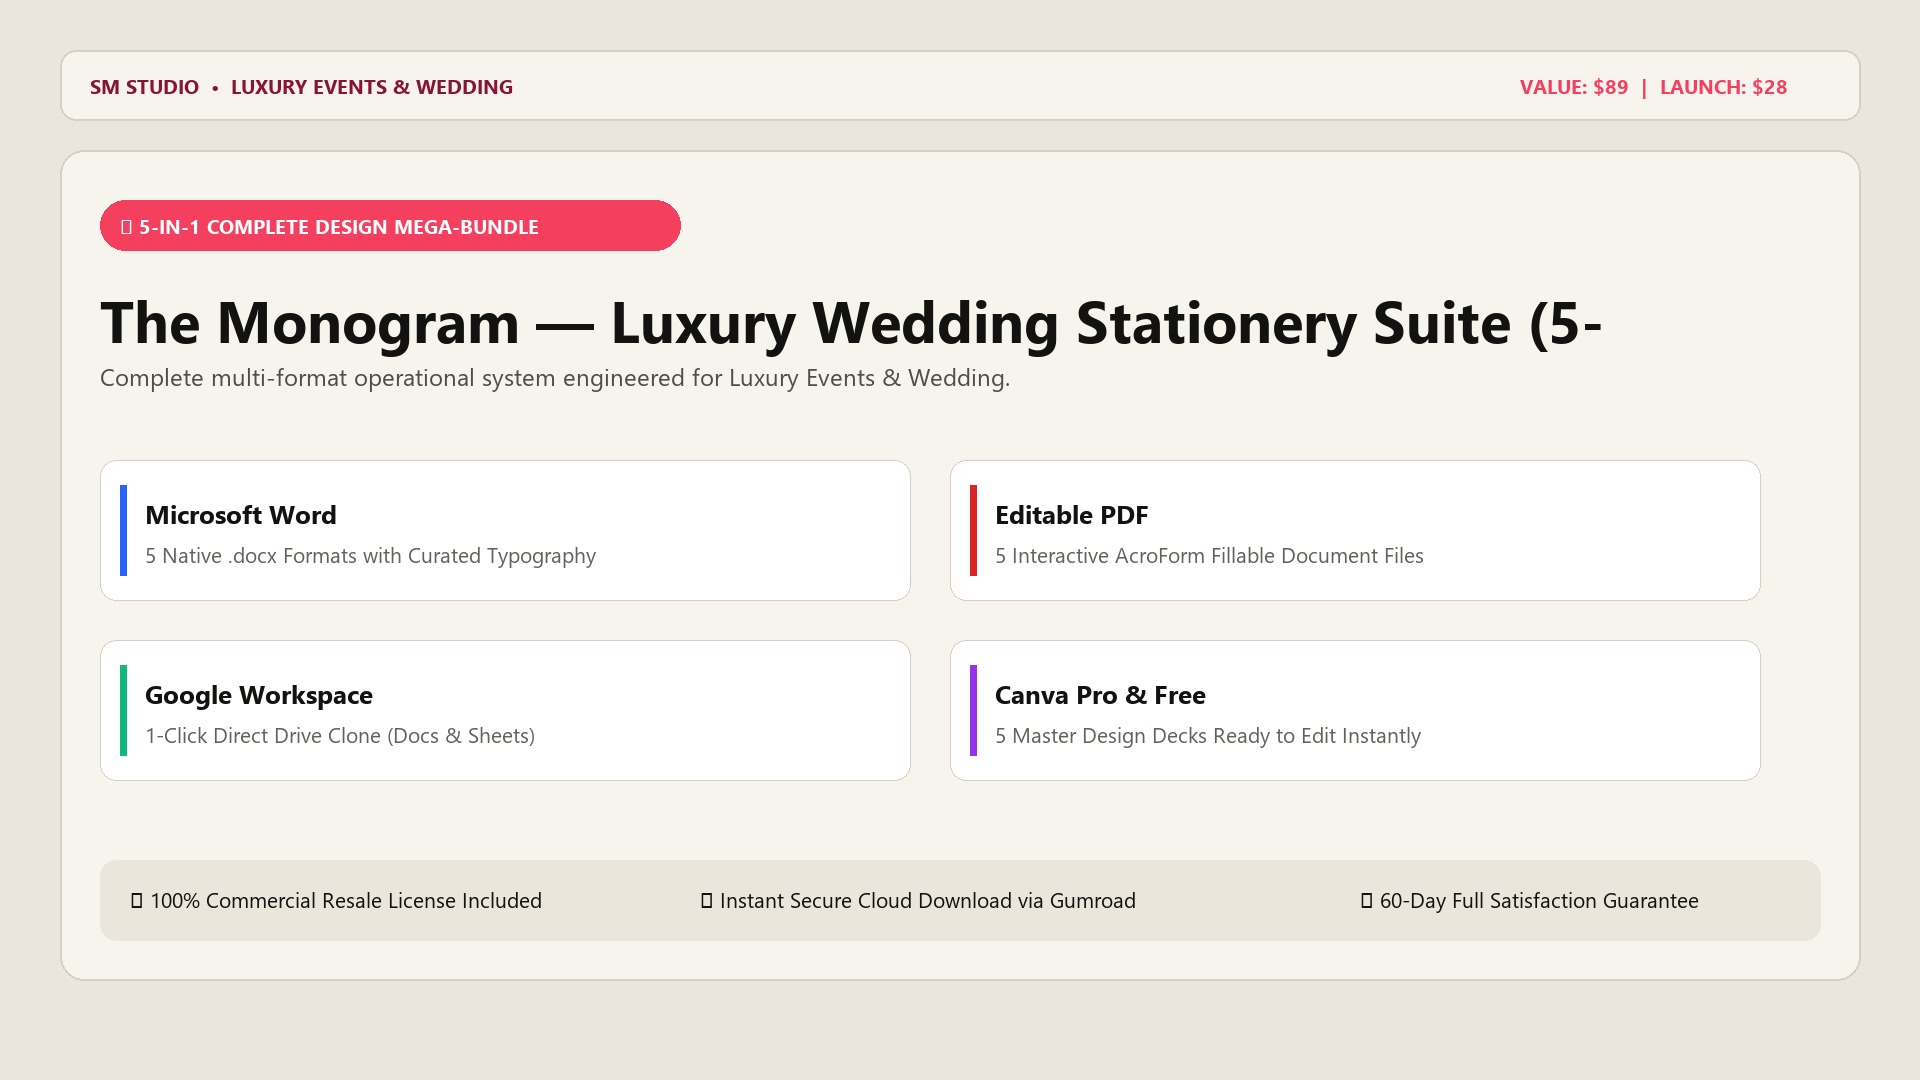 SM STUDIO • LUXURY EVENTS & WEDDING
VALUE: $89 | LAUNCH: $28
5-IN-1 COMPLETE DESIGN MEGA-BUNDLE
The Monogram — Luxury Wedding Stationery Suite (5-
Complete multi-format operational system engineered for Luxury Events & Wedding.
Microsoft Word
5 Native .docx Formats with Curated Typography
Editable PDF
5 Interactive AcroForm Fillable Document Files
Google Workspace
1-Click Direct Drive Clone (Docs & Sheets)
Canva Pro & Free
5 Master Design Decks Ready to Edit Instantly
100% Commercial Resale License Included
Instant Secure Cloud Download via Gumroad
60-Day Full Satisfaction Guarantee